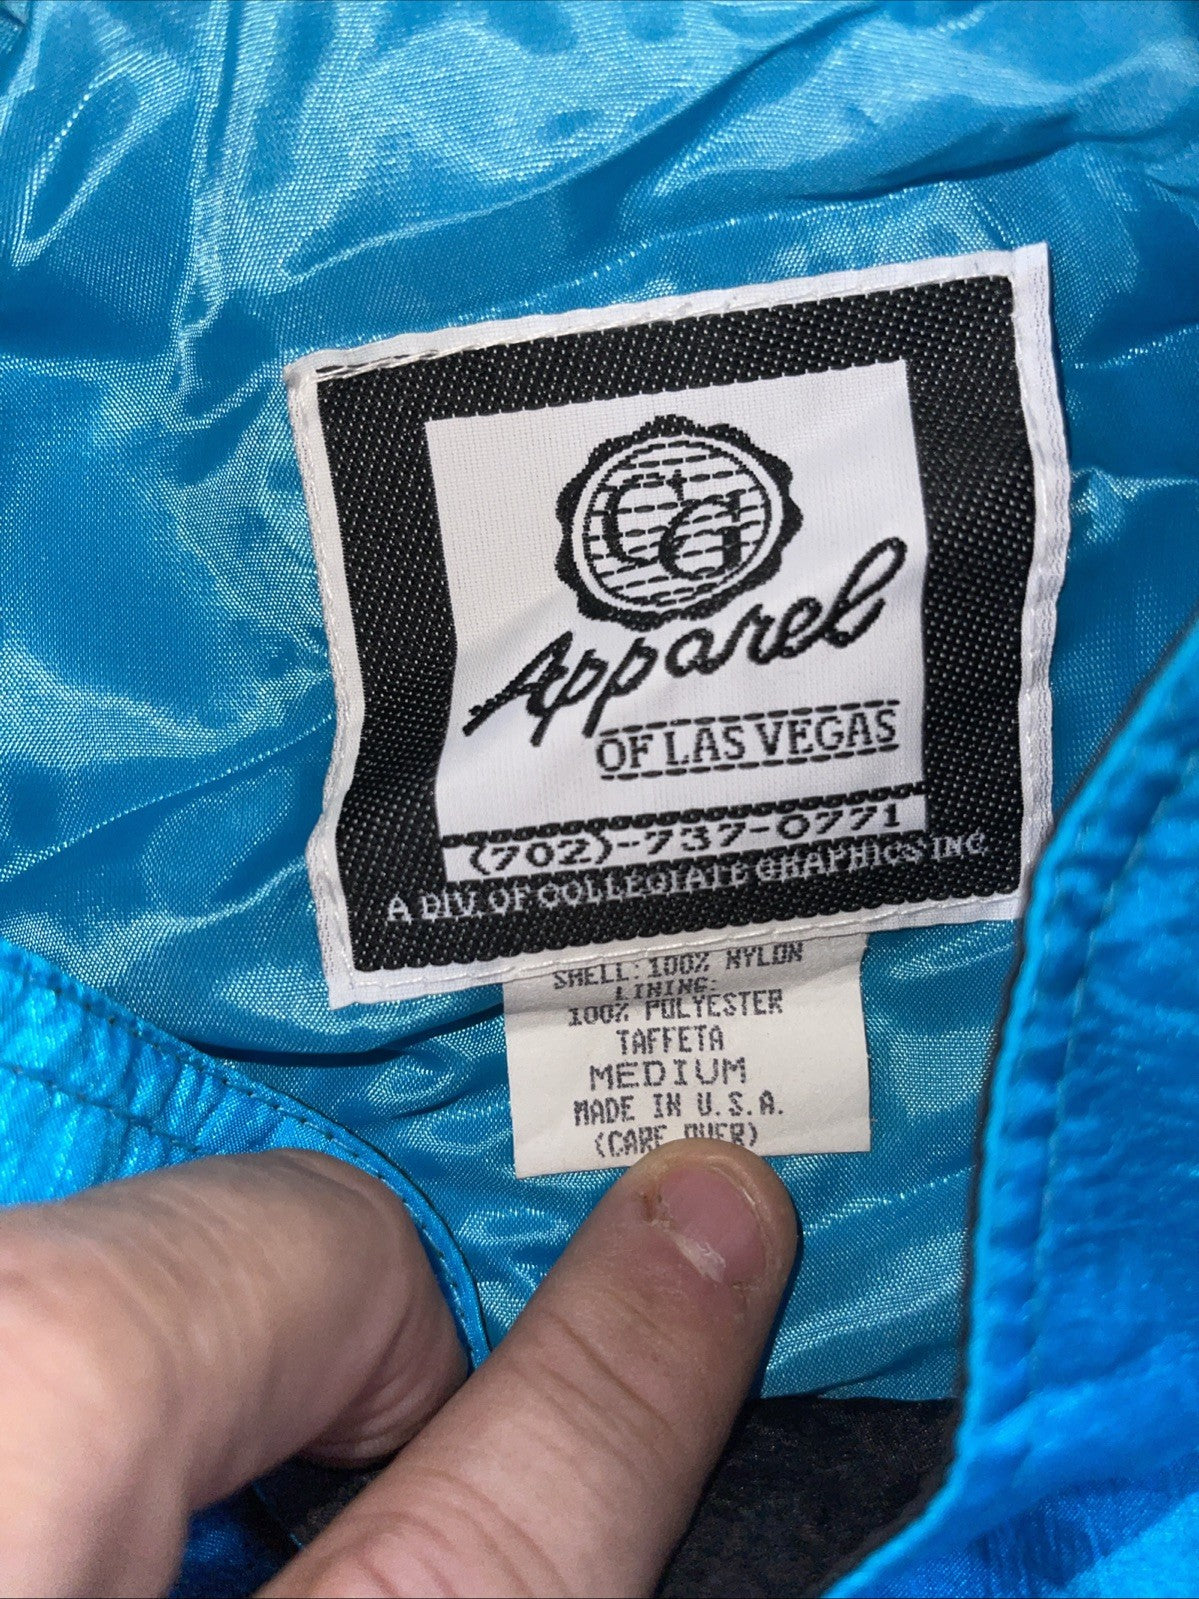 CG
Apparel
OF LAS VEGAS
(702)-737-0771
A DIV. OF COLLEGIATE GRAPHICS INC
SHELL: 100% NYLON
LINING:
100% POLYESTER
TAFFETA
MEDIUM
MADE IN U.S.A.
(CARE OVER)